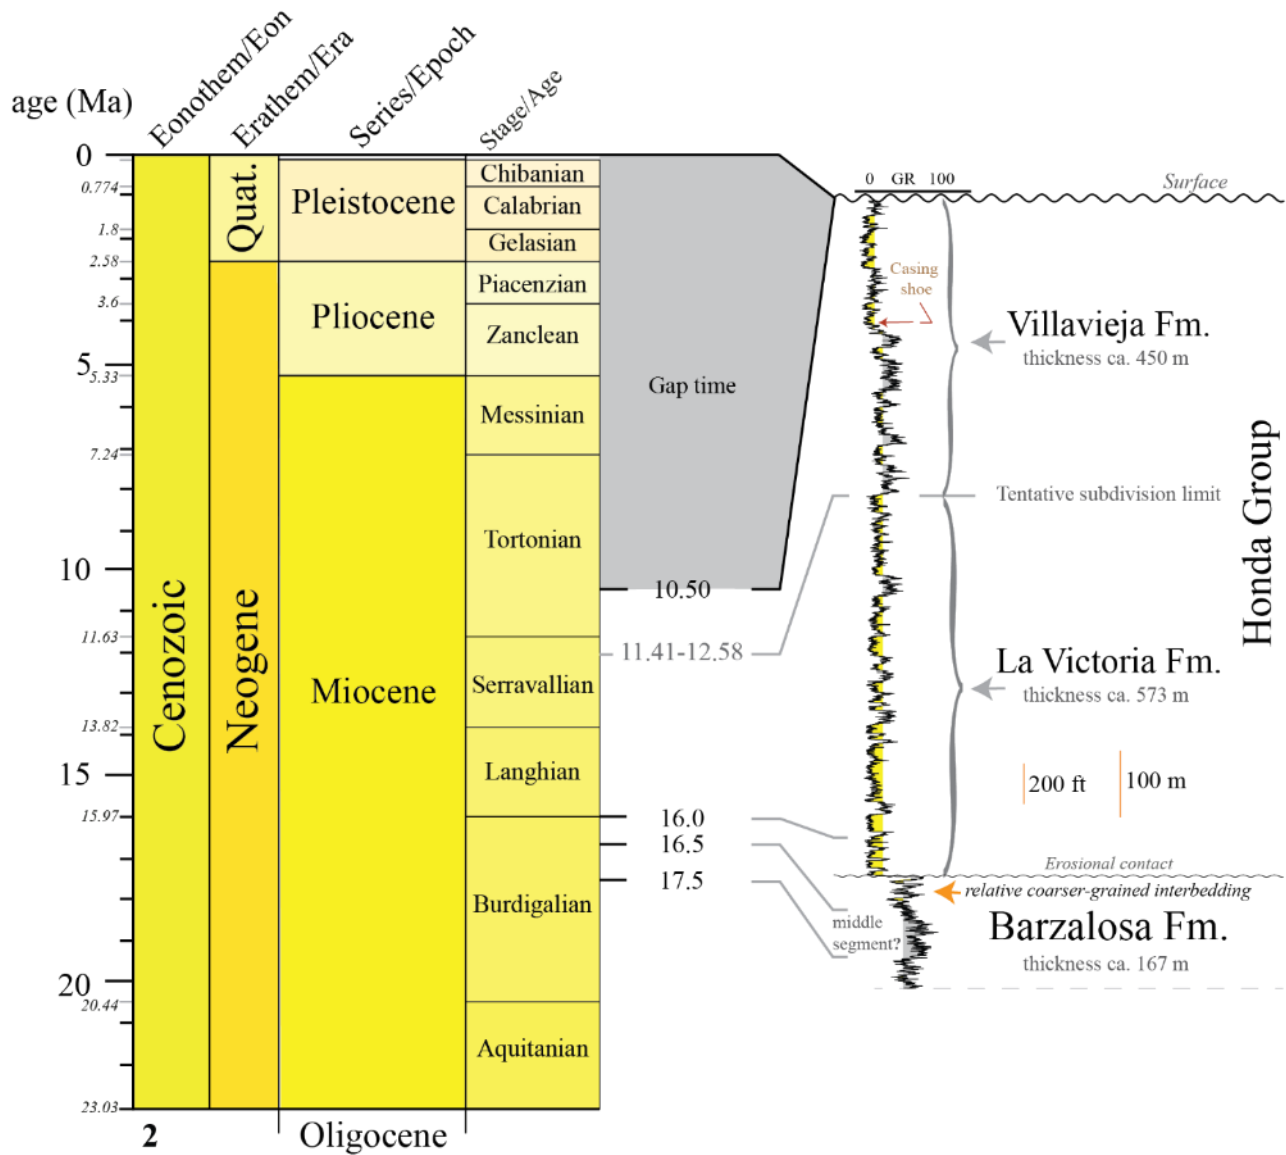 age (Ma)
Eonothem/Eon
Erathem/Era
Series/Epoch
Stage/Age
0
0.774
1.8
2.58
3.6
5
5.33
7.24
10
11.63
13.82
15
15.97
20
20.44
23.03
Cenozoic
Quat.
Neogene
Pleistocene
Pliocene
Miocene
Oligocene
2
Chibanian
Calabrian
Gelasian
Piacenzian
Zanclean
Messinian
Tortonian
Serravallian
Langhian
Burdigalian
Aquitanian
Gap time
10.50
11.41-12.58
16.0
16.5
17.5
0 GR 100
Surface
Casing
shoe
Villavieja Fm.
thickness ca. 450 m
Tentative subdivision limit
Honda Group
La Victoria Fm.
thickness ca. 573 m
200 ft
100 m
Erosional contact
relative coarser-grained interbedding
middle
segment?
Barzalosa Fm.
thickness ca. 167 m